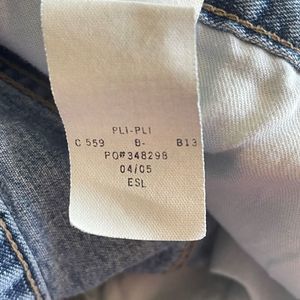 PLI-PLI
C 559 B- B13
PO#348298
04/05
ESL